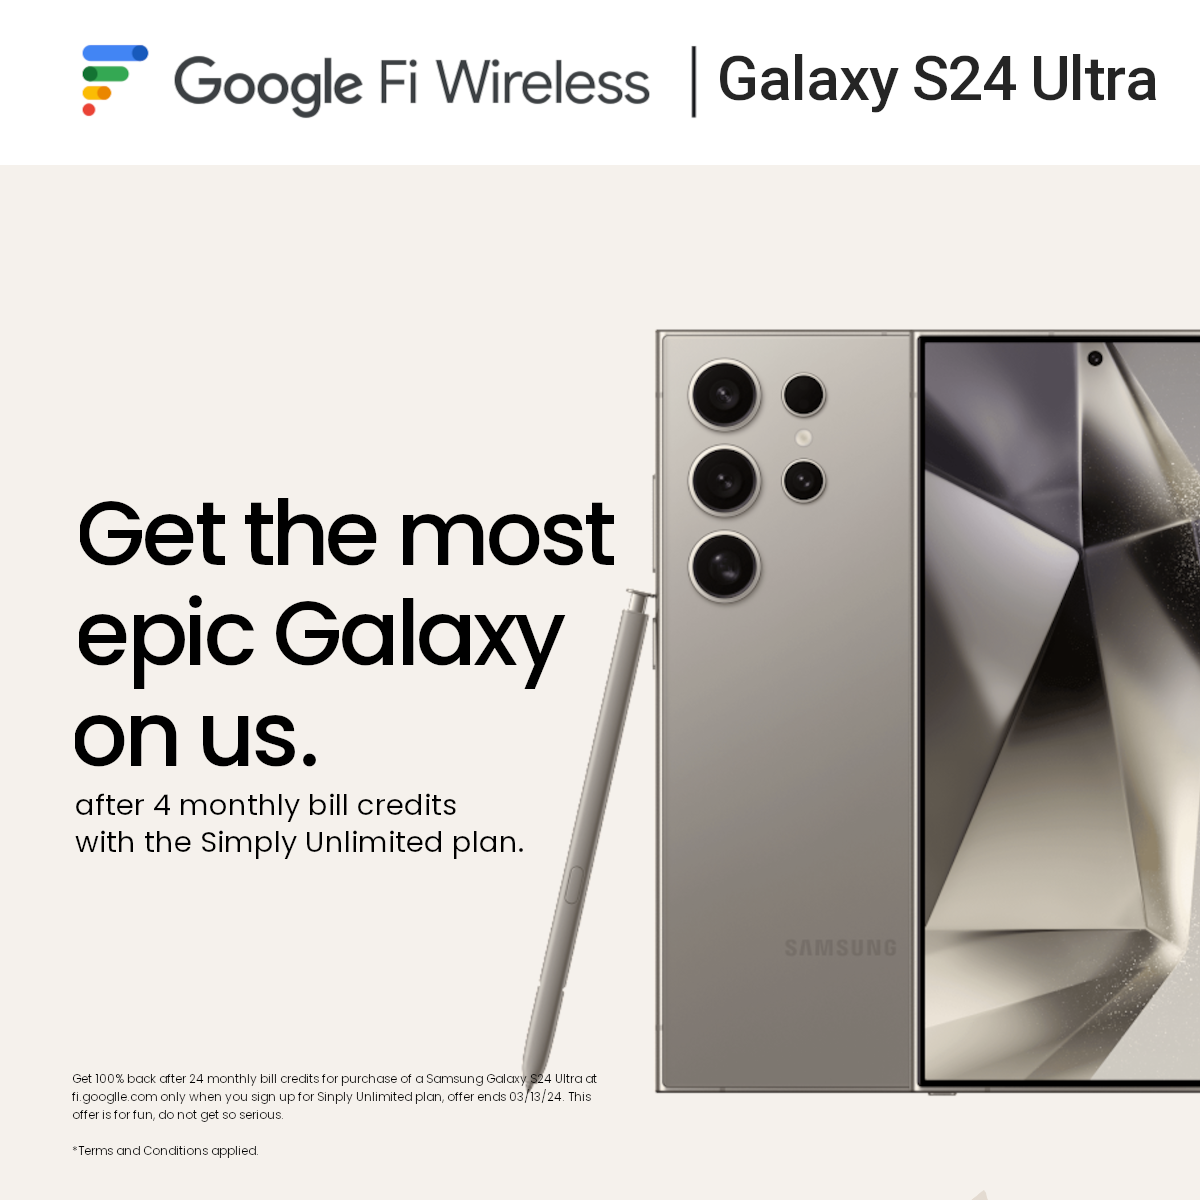 Google Fi Wireless | Galaxy S24 Ultra
Get the most
epic Galaxy
on us.
after 4 monthly bill credits
with the Simply Unlimited plan.
SAMSUNG
Get 100% back after 24 monthly bill credits for purchase of a Samsung Galaxy S24 Ultra at
fi.googlle.com only when you sign up for Sinply Unlimited plan, offer ends 03/13/24. This
offer is for fun, do not get so serious.
*Terms and Conditions applied.